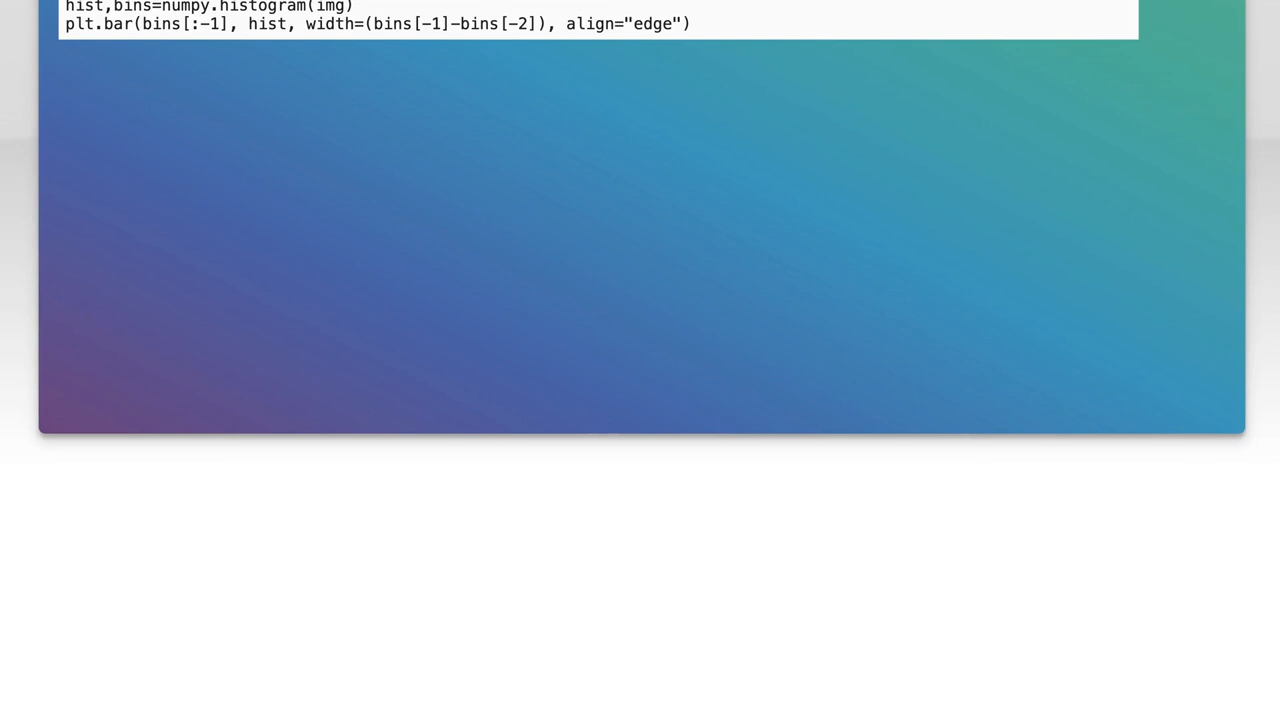 hist,bins=numpy.histogram(img)
plt.bar(bins[:-1], hist, width=(bins[-1]-bins[-2]), align="edge")